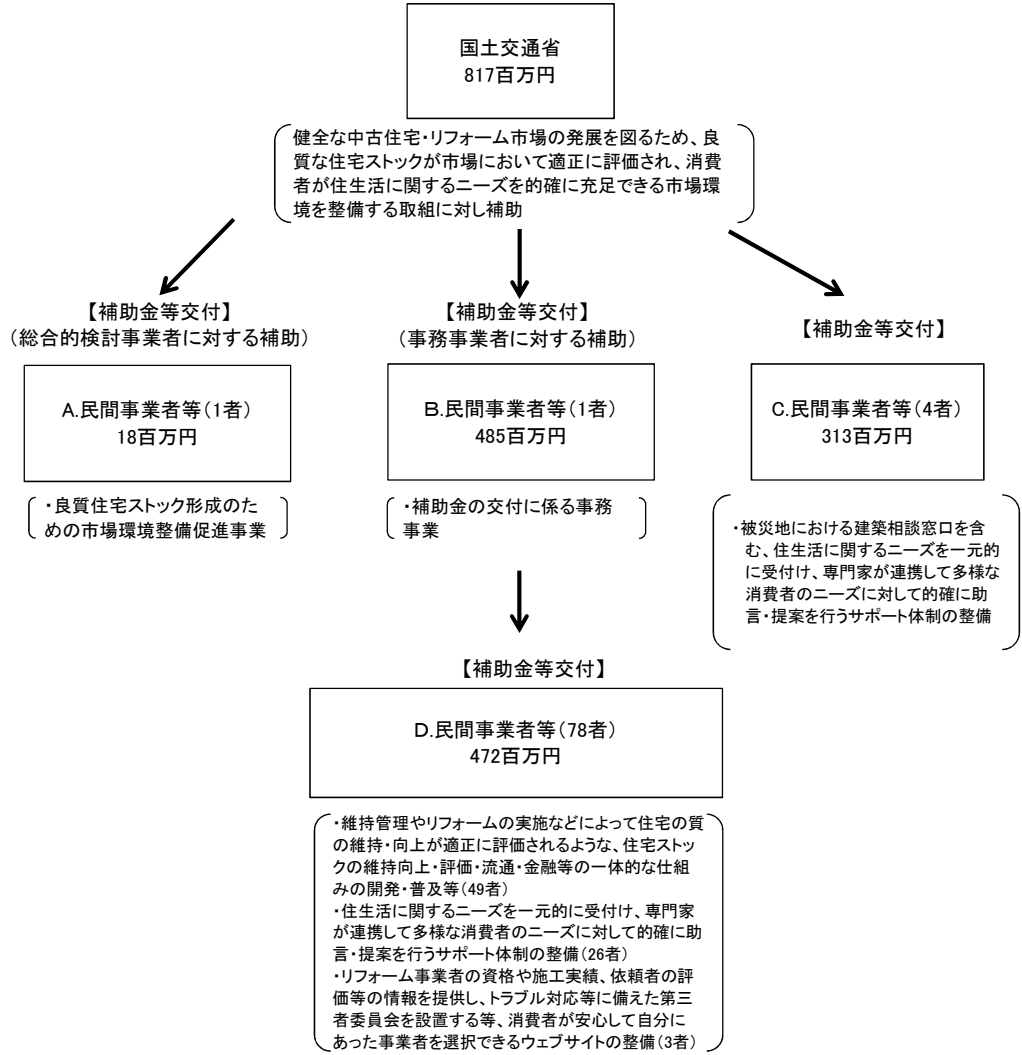 国土交通省
817百万円
健全な中古住宅・リフォーム市場の発展を図るため、良
質な住宅ストックが市場において適正に評価され、消費
者が住生活に関するニーズを的確に充足できる市場環
境を整備する取組に対し補助
【補助金等交付】
（総合的検討事業者に対する補助）
A.民間事業者等（1者）
18百万円
・良質住宅ストック形成のた
めの市場環境整備促進事業
【補助金等交付】
（事務事業者に対する補助）
B.民間事業者等（1者）
485百万円
・補助金の交付に係る事務
事業
【補助金等交付】
C.民間事業者等（4者）
313百万円
・被災地における建築相談窓口を含
む、住生活に関するニーズを一元的
に受付け、専門家が連携して多様な
消費者のニーズに対して的確に助
言・提案を行うサポート体制の整備
【補助金等交付】
D.民間事業者等（78者）
472百万円
・維持管理やリフォームの実施などによって住宅の質
の維持・向上が適正に評価されるような、住宅ストッ
クの維持向上・評価・流通・金融等の一体的な仕組
みの開発・普及等（49者）
・住生活に関するニーズを一元的に受付け、専門家
が連携して多様な消費者のニーズに対して的確に助
言・提案を行うサポート体制の整備（26者）
・リフォーム事業者の資格や施工実績、依頼者の評
価等の情報を提供し、トラブル対応等に備えた第三
者委員会を設置する等、消費者が安心して自分に
あった事業者を選択できるウェブサイトの整備（3者）